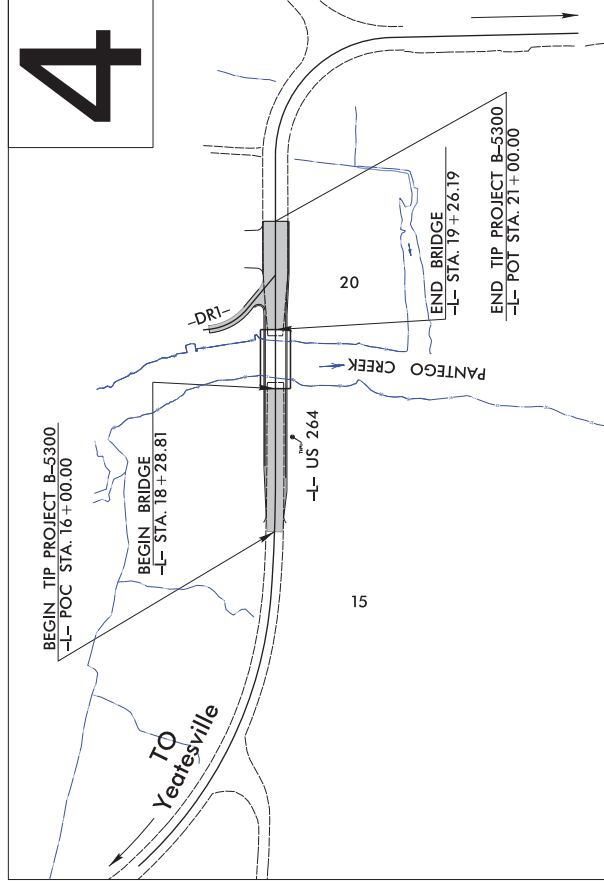 4
BEGIN TIP PROJECT B–5300
-L- POC STA. 16+00.00
BEGIN BRIDGE
-L- STA. 18+28.81
-DR1-
END BRIDGE
-L- STA. 19+26.19
END TIP PROJECT B–5300
-L- POT STA. 21+00.00
20
PANTEGO CREEK
-L- US 264
15
TO
Yeatesville